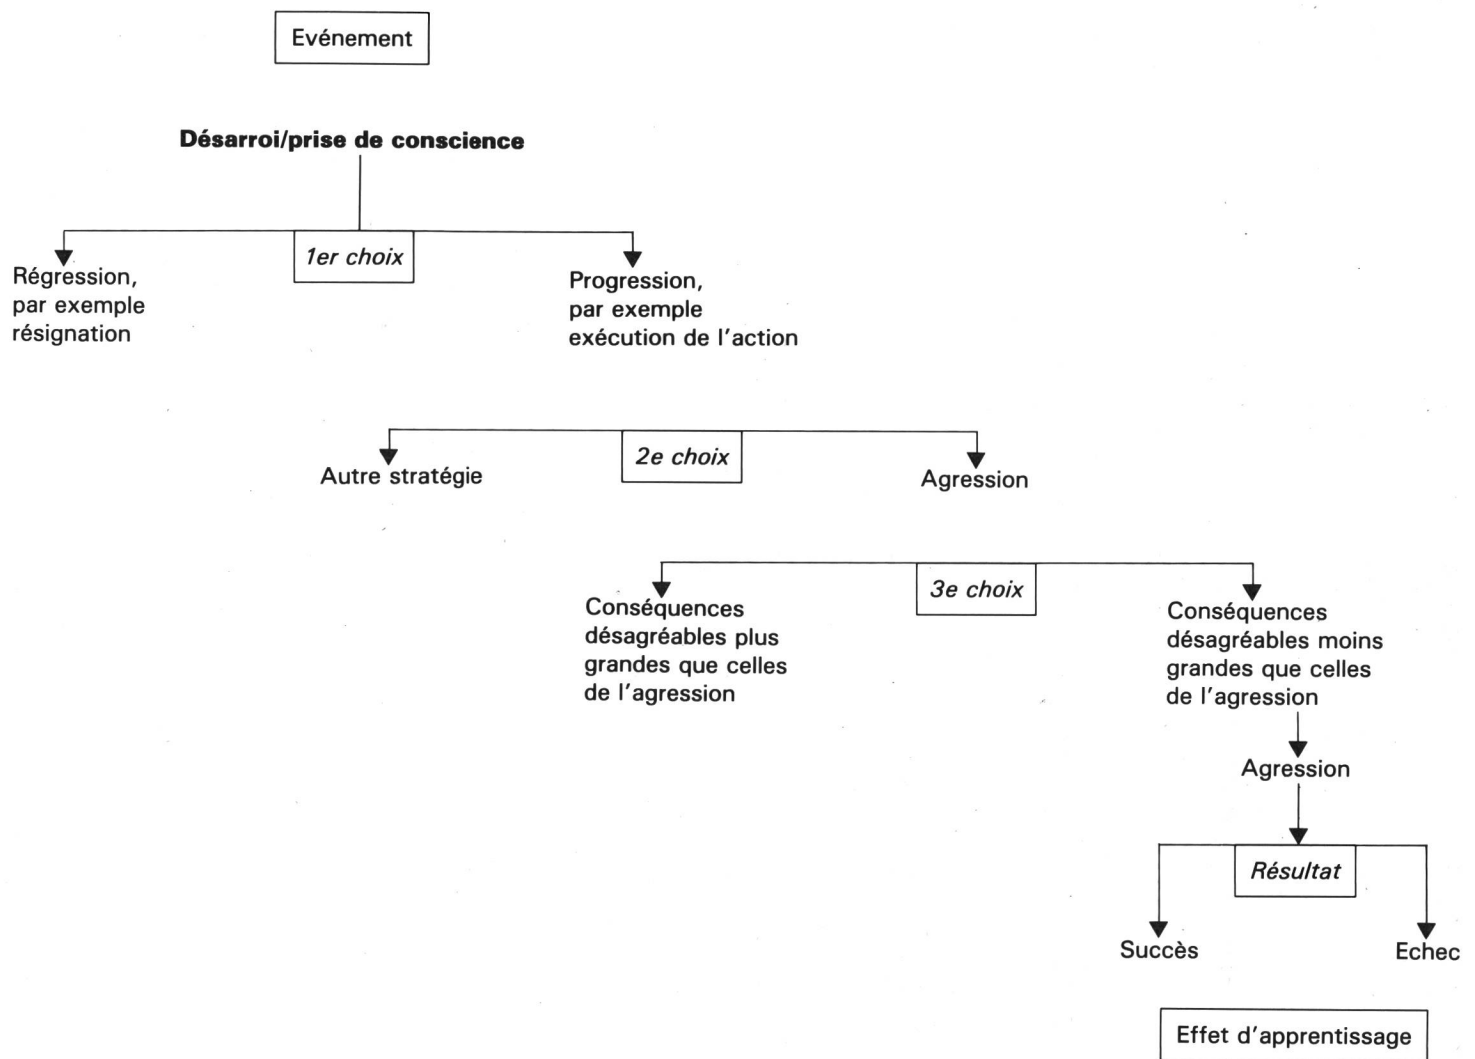 Evénement
Désarroi/prise de conscience
1er choix
Régression,
par exemple
résignation
Progression,
par exemple
exécution de l'action
2e choix
Autre stratégie
Agression
3e choix
Conséquences
désagréables plus
grandes que celles
de l'agression
Conséquences
désagréables moins
grandes que celles
de l'agression
Agression
Résultat
Succès
Echec
Effet d'apprentissage